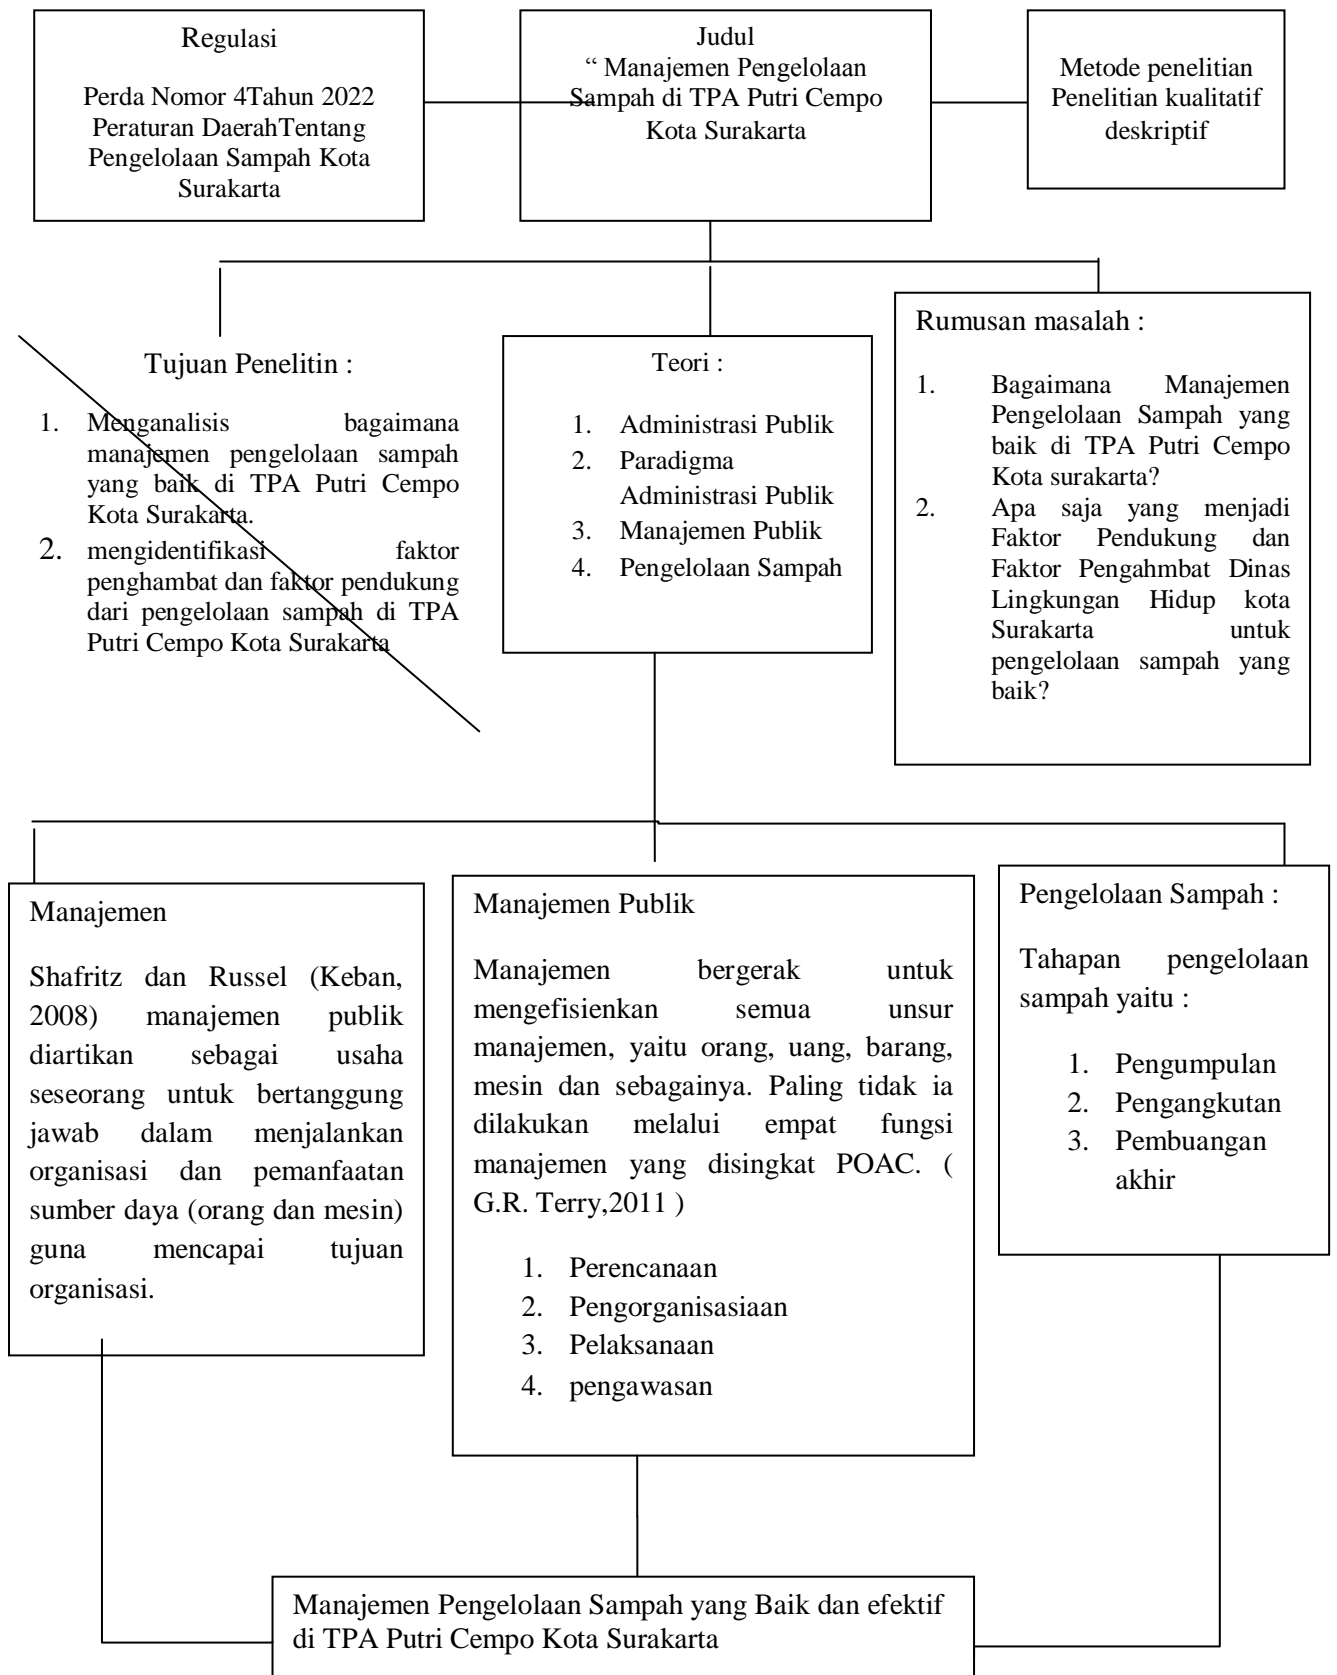 Regulasi
Perda Nomor 4Tahun 2022
Peraturan DaerahTentang
Pengelolaan Sampah Kota
Surakarta
Judul
“ Manajemen Pengelolaan
Sampah di TPA Putri Cempo
Kota Surakarta
Metode penelitian
Penelitian kualitatif
deskriptif
Tujuan Penelitin :
1. Menganalisis bagaimana
manajemen pengelolaan sampah
yang baik di TPA Putri Cempo
Kota Surakarta.
2. mengidentifikasi faktor
penghambat dan faktor pendukung
dari pengelolaan sampah di TPA
Putri Cempo Kota Surakarta
Teori :
1. Administrasi Publik
2. Paradigma
Administrasi Publik
3. Manajemen Publik
4. Pengelolaan Sampah
Rumusan masalah :
1. Bagaimana Manajemen
Pengelolaan Sampah yang
baik di TPA Putri Cempo
Kota surakarta?
2. Apa saja yang menjadi
Faktor Pendukung dan
Faktor Pengahmbat Dinas
Lingkungan Hidup kota
Surakarta untuk
pengelolaan sampah yang
baik?
Manajemen
Shafritz dan Russel (Keban,
2008) manajemen publik
diartikan sebagai usaha
seseorang untuk bertanggung
jawab dalam menjalankan
organisasi dan pemanfaatan
sumber daya (orang dan mesin)
guna mencapai tujuan
organisasi.
Manajemen Publik
Manajemen bergerak untuk
mengefisienkan semua unsur
manajemen, yaitu orang, uang, barang,
mesin dan sebagainya. Paling tidak ia
dilakukan melalui empat fungsi
manajemen yang disingkat POAC. (
G.R. Terry,2011 )
1. Perencanaan
2. Pengorganisasiaan
3. Pelaksanaan
4. pengawasan
Pengelolaan Sampah :
Tahapan pengelolaan
sampah yaitu :
1. Pengumpulan
2. Pengangkutan
3. Pembuangan
akhir
Manajemen Pengelolaan Sampah yang Baik dan efektif
di TPA Putri Cempo Kota Surakarta